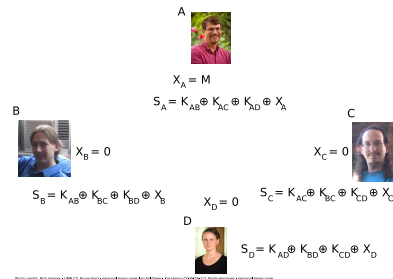 A
X_A = M
S_A = K_AB ⊕ K_AC ⊕ K_AD ⊕ X_A
B
C
X_B = 0
X_C = 0
S_B = K_AB ⊕ K_BC ⊕ K_BD ⊕ X_B
S_C = K_AC ⊕ K_BC ⊕ K_CD ⊕ X_C
X_D = 0
D
S_D = K_AD ⊕ K_BD ⊕ K_CD ⊕ X_D